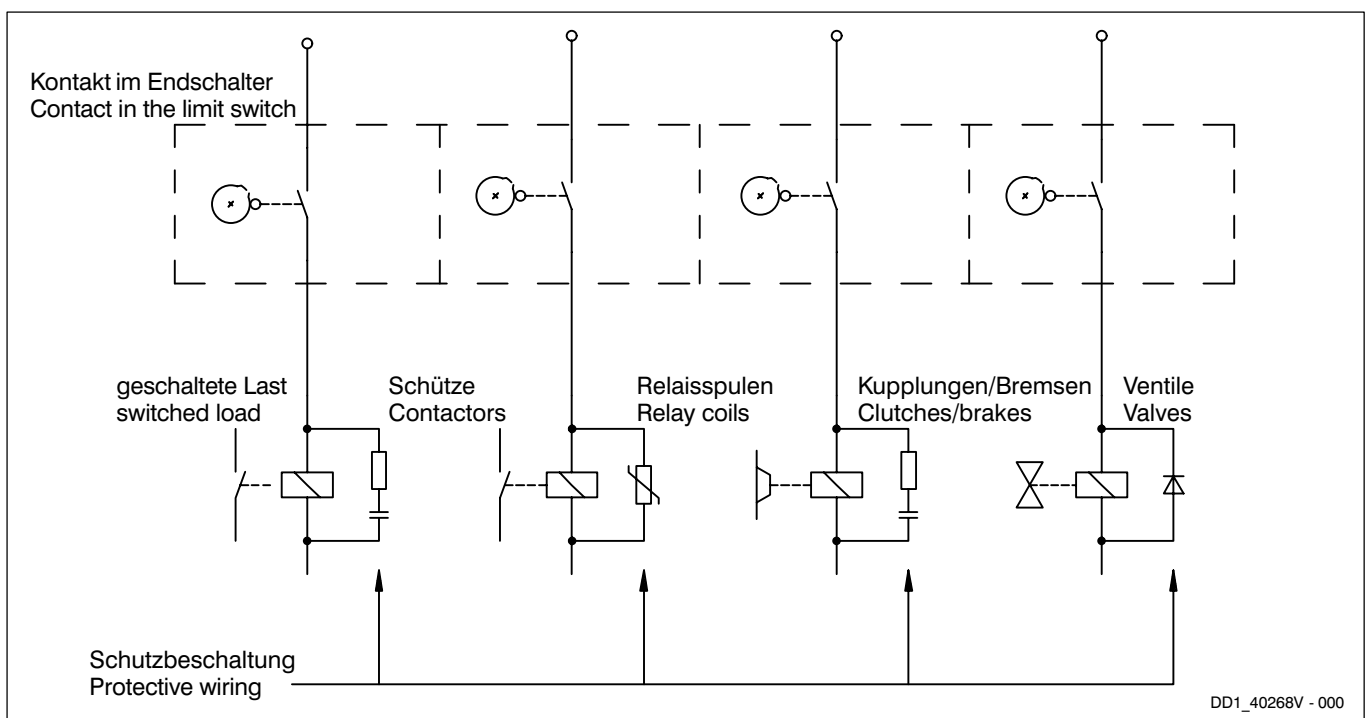 Kontakt im Endschalter
Contact in the limit switch
geschaltete Last
switched load
Schütze
Contactors
Relaisspulen
Relay coils
Kupplungen/Bremsen
Clutches/brakes
Ventile
Valves
Schutzbeschaltung
Protective wiring
DD1_40268V - 000